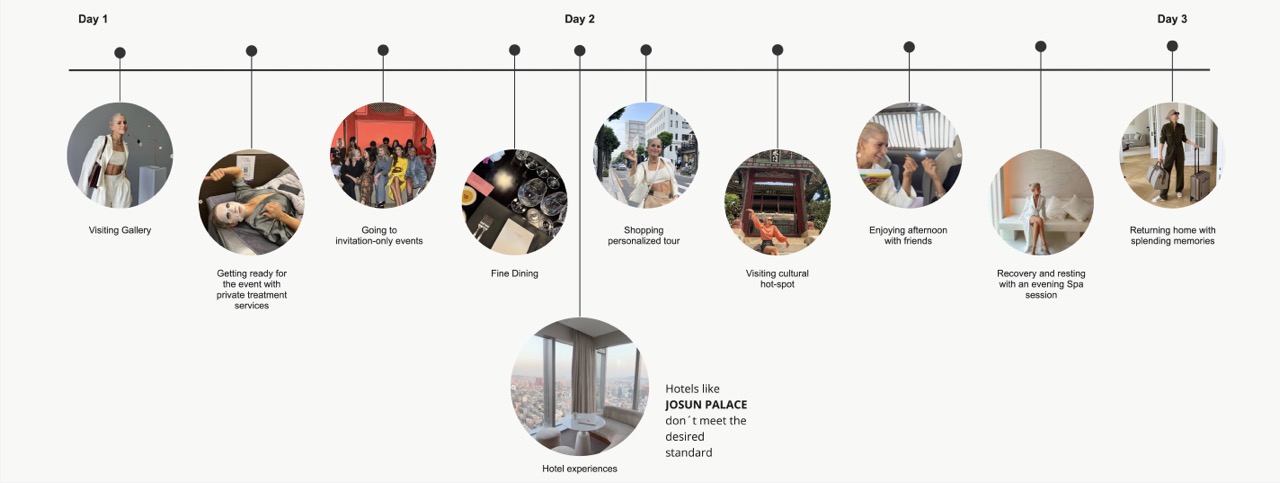 Day 1
Day 2
Day 3
Visiting Gallery
Getting ready for
the event with
private treatment
services
Going to
invitation-only events
Fine Dining
Shopping
personalized tour
Visiting cultural
hot-spot
Enjoying afternoon
with friends
Recovery and resting
with an evening Spa
session
Returning home with
splending memories
Hotels like
JOSUN PALACE
don´t meet the
desired
standard
Hotel experiences